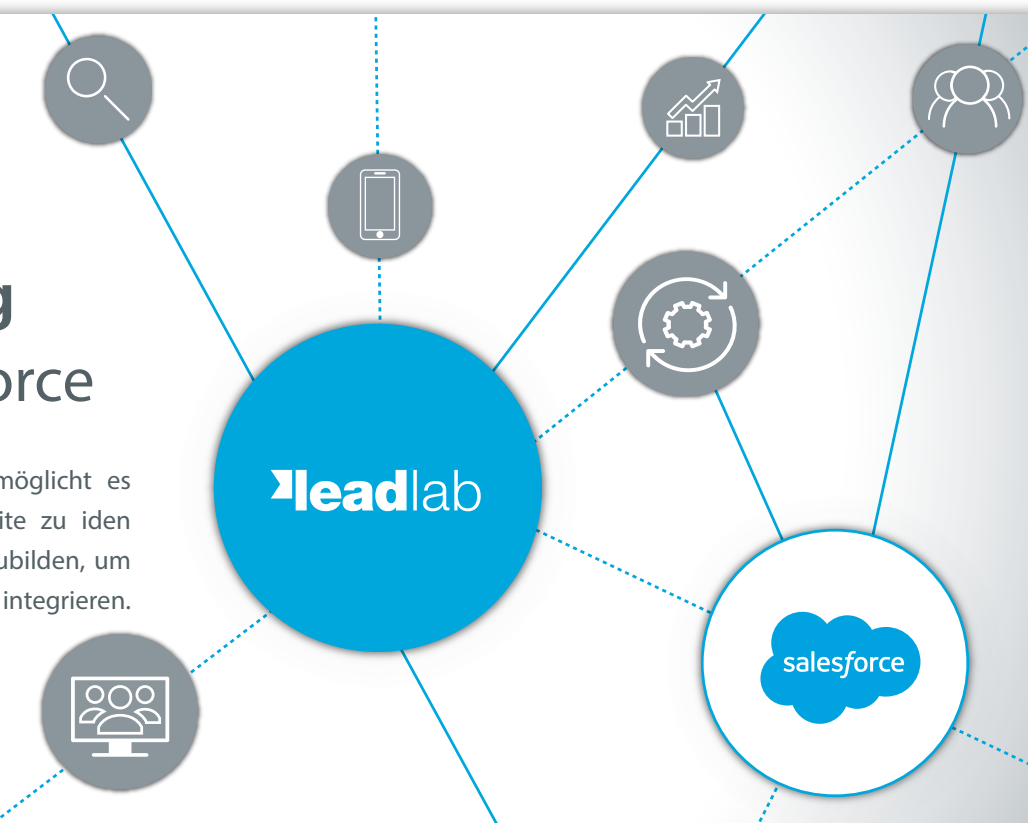 g
orce
möglicht es
ite zu iden
ubilden, um
integrieren.
leadlab
salesforce